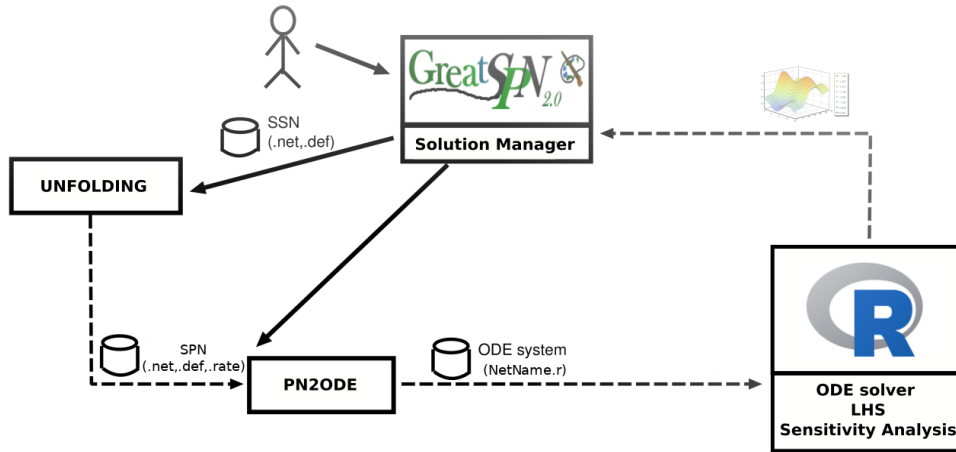 GreatSPN
2.0
Solution Manager
SSN
(.net,.def)
UNFOLDING
SPN
(.net,.def,.rate)
PN2ODE
ODE system
(NetName.r)
R
ODE solver
LHS
Sensitivity Analysis